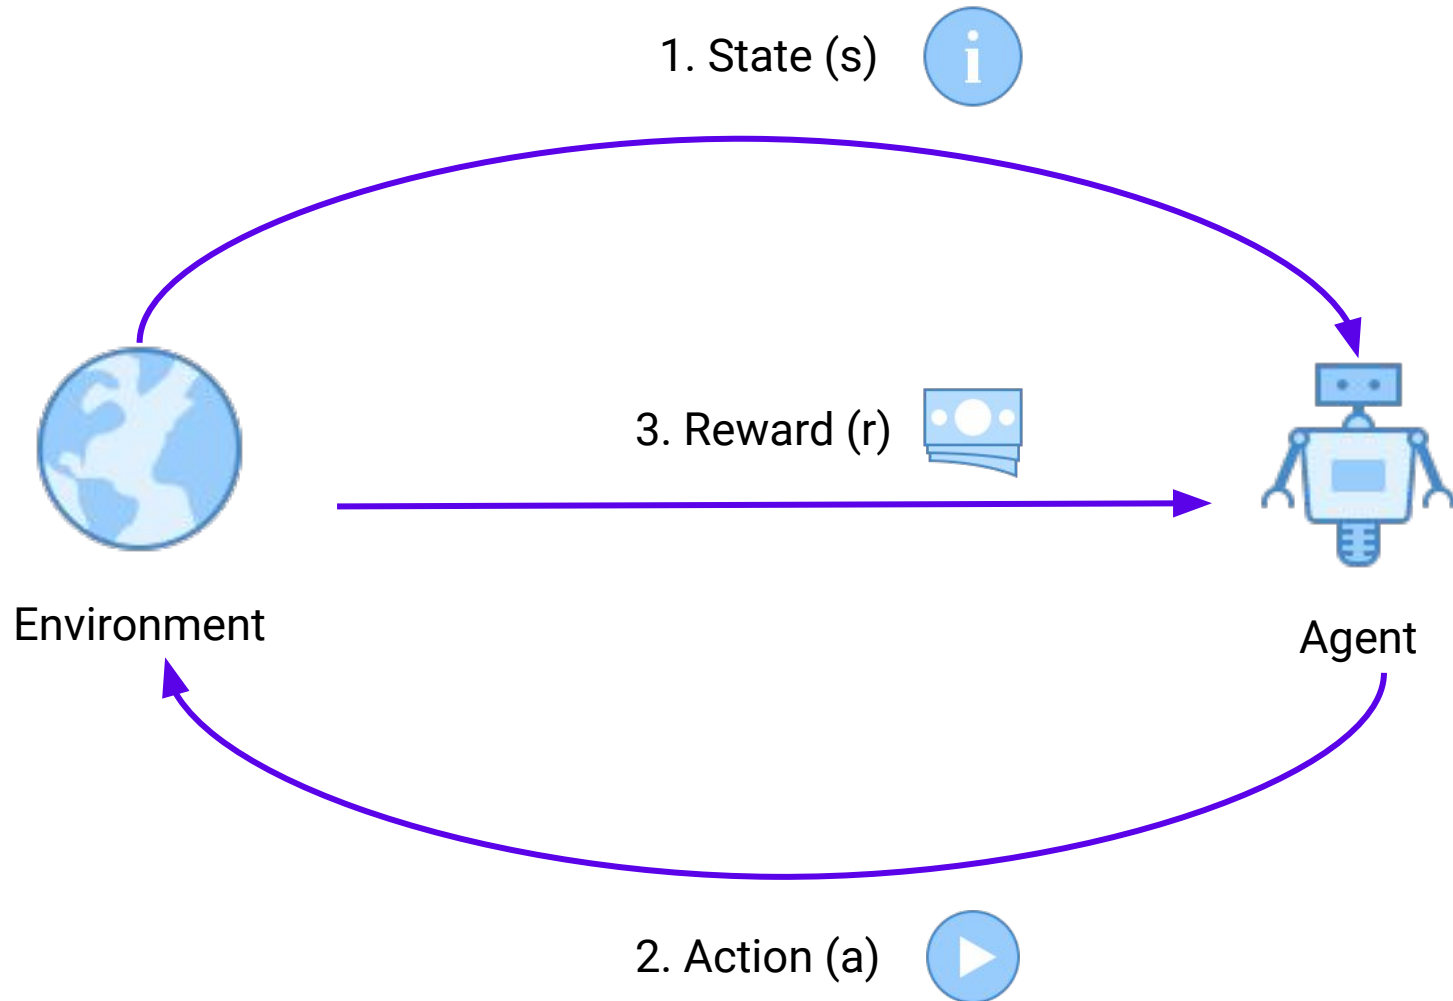 1. State (s)
i
3. Reward (r)
Environment
Agent
2. Action (a)